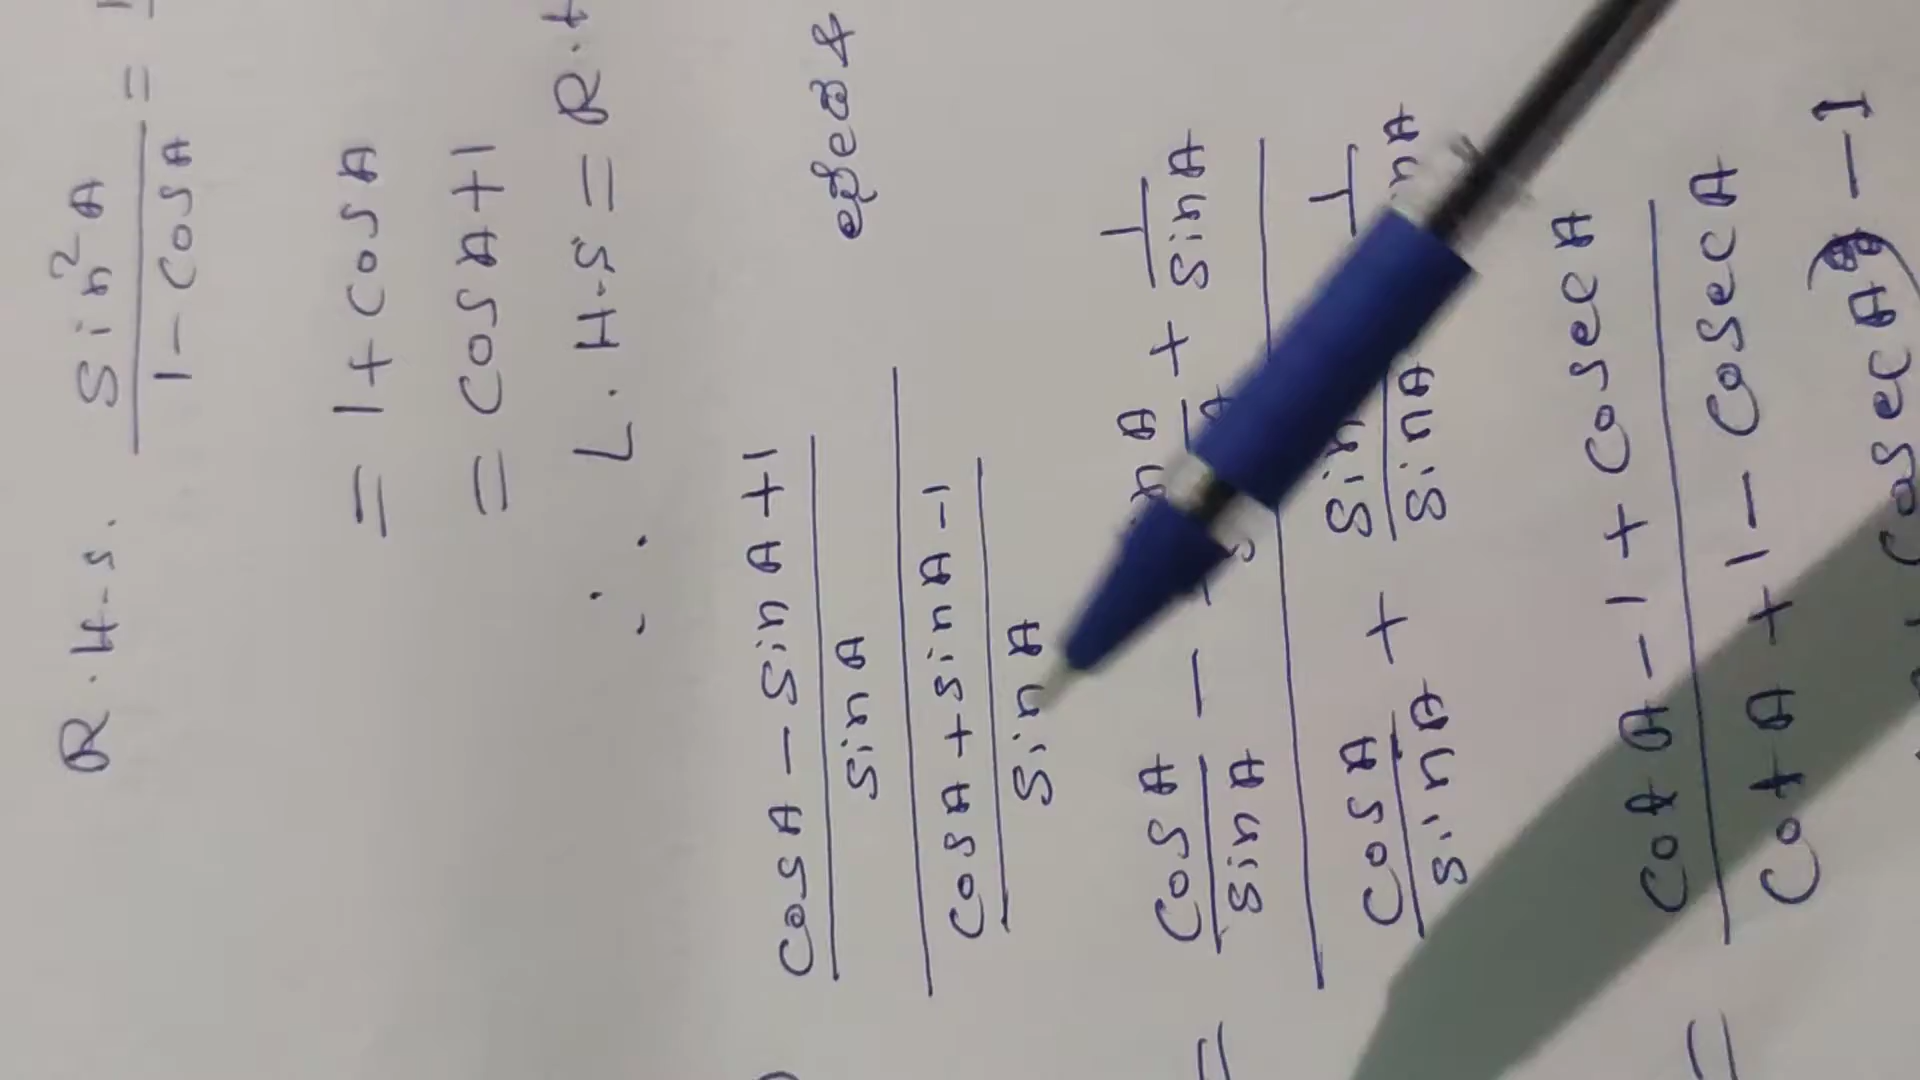 R.H-S. Sin²A / 1 - CosA =
= 1 + CosA
= CosA + 1
∴ L.H-S = R.
CosA - SinA + 1
SinA
CosA + SinA - 1
SinA
= CosA / SinA - + 1 / SinA
CosA / SinA + SinA 1
= CotA - 1 + CosecA
CotA + 1 - CosecA
- 1